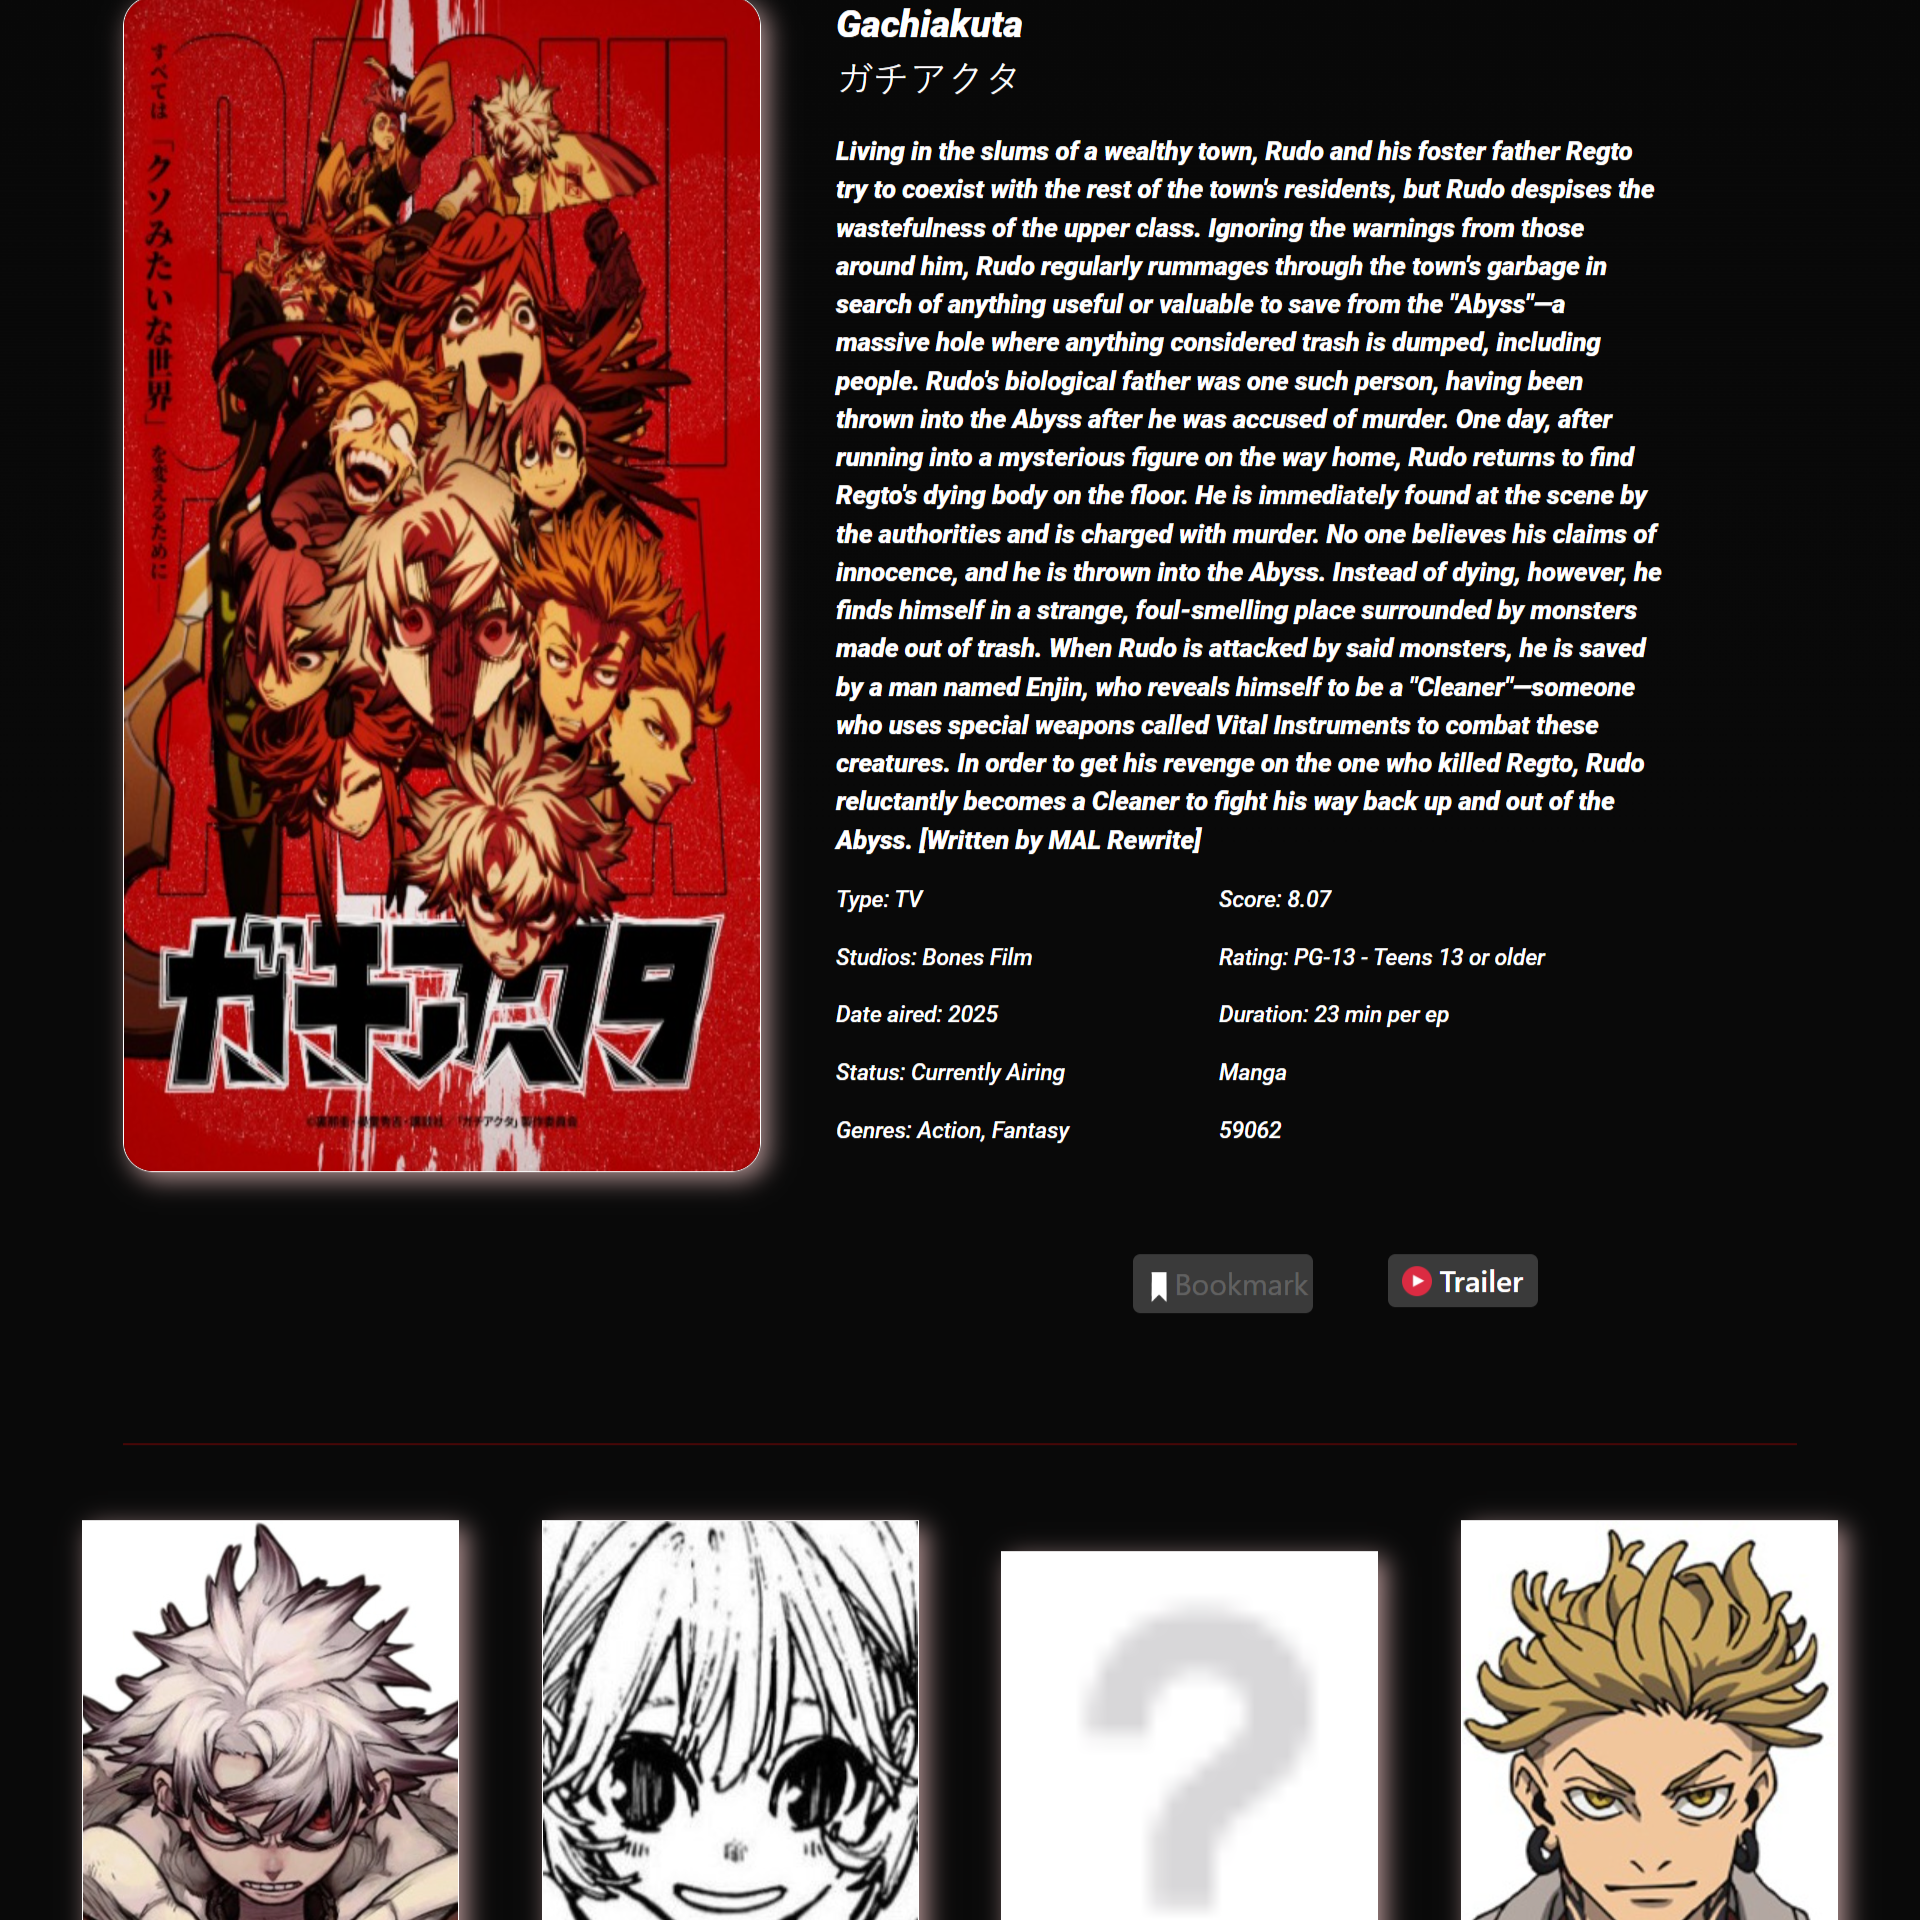 すべては
「クソみたいな世界」
を変えるために
ガチアクタ
Gachiakuta
ガチアクタ
Living in the slums of a wealthy town, Rudo and his foster father Regto
try to coexist with the rest of the town's residents, but Rudo despises the
wastefulness of the upper class. Ignoring the warnings from those
around him, Rudo regularly rummages through the town's garbage in
search of anything useful or valuable to save from the "Abyss"—a
massive hole where anything considered trash is dumped, including
people. Rudo's biological father was one such person, having been
thrown into the Abyss after he was accused of murder. One day, after
running into a mysterious figure on the way home, Rudo returns to find
Regto's dying body on the floor. He is immediately found at the scene by
the authorities and is charged with murder. No one believes his claims of
innocence, and he is thrown into the Abyss. Instead of dying, however, he
finds himself in a strange, foul-smelling place surrounded by monsters
made out of trash. When Rudo is attacked by said monsters, he is saved
by a man named Enjin, who reveals himself to be a "Cleaner"—someone
who uses special weapons called Vital Instruments to combat these
creatures. In order to get his revenge on the one who killed Regto, Rudo
reluctantly becomes a Cleaner to fight his way back up and out of the
Abyss. [Written by MAL Rewrite]
Type: TV
Score: 8.07
Studios: Bones Film
Rating: PG-13 - Teens 13 or older
Date aired: 2025
Duration: 23 min per ep
Status: Currently Airing
Manga
Genres: Action, Fantasy
59062
Bookmark
Trailer